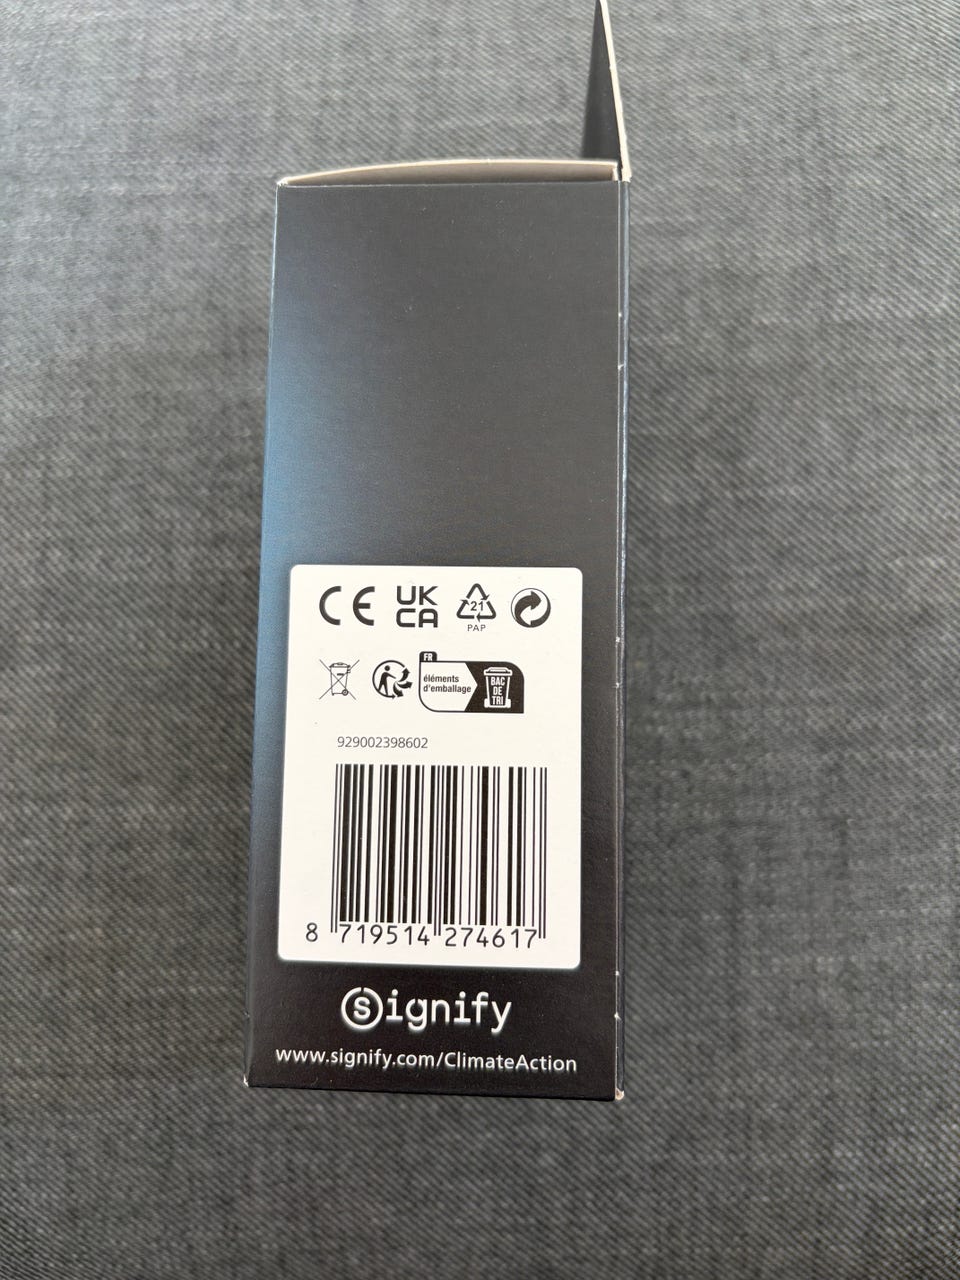 CE UK CA 21 PAP
FR
éléments d'emballage
BAC DE TRI
929002398602
8 719514 274617
signify
www.signify.com/ClimateAction